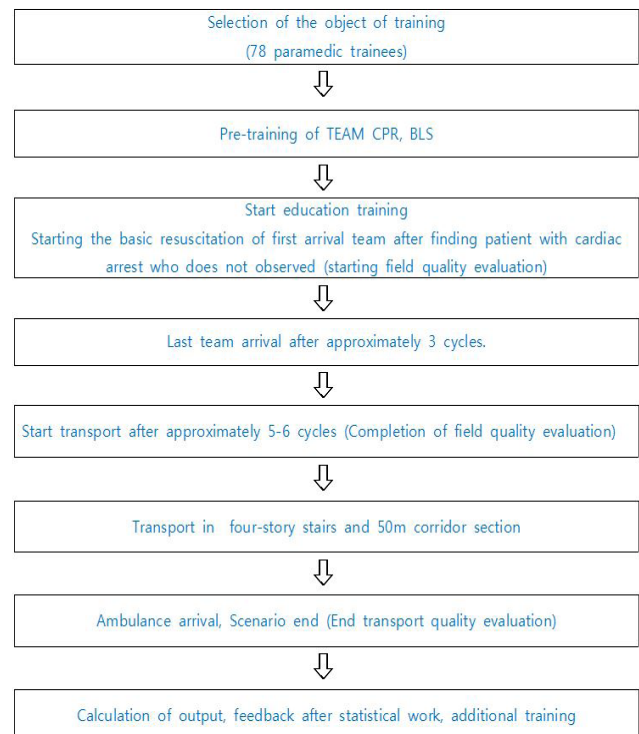 Selection of the object of training
(78 paramedic trainees)
Pre-training of TEAM CPR, BLS
Start education training
Starting the basic resuscitation of first arrival team after finding patient with cardiac
arrest who does not observed (starting field quality evaluation)
Last team arrival after approximately 3 cycles.
Start transport after approximately 5-6 cycles (Completion of field quality evaluation)
Transport in four-story stairs and 50m corridor section
Ambulance arrival, Scenario end (End transport quality evaluation)
Calculation of output, feedback after statistical work, additional training